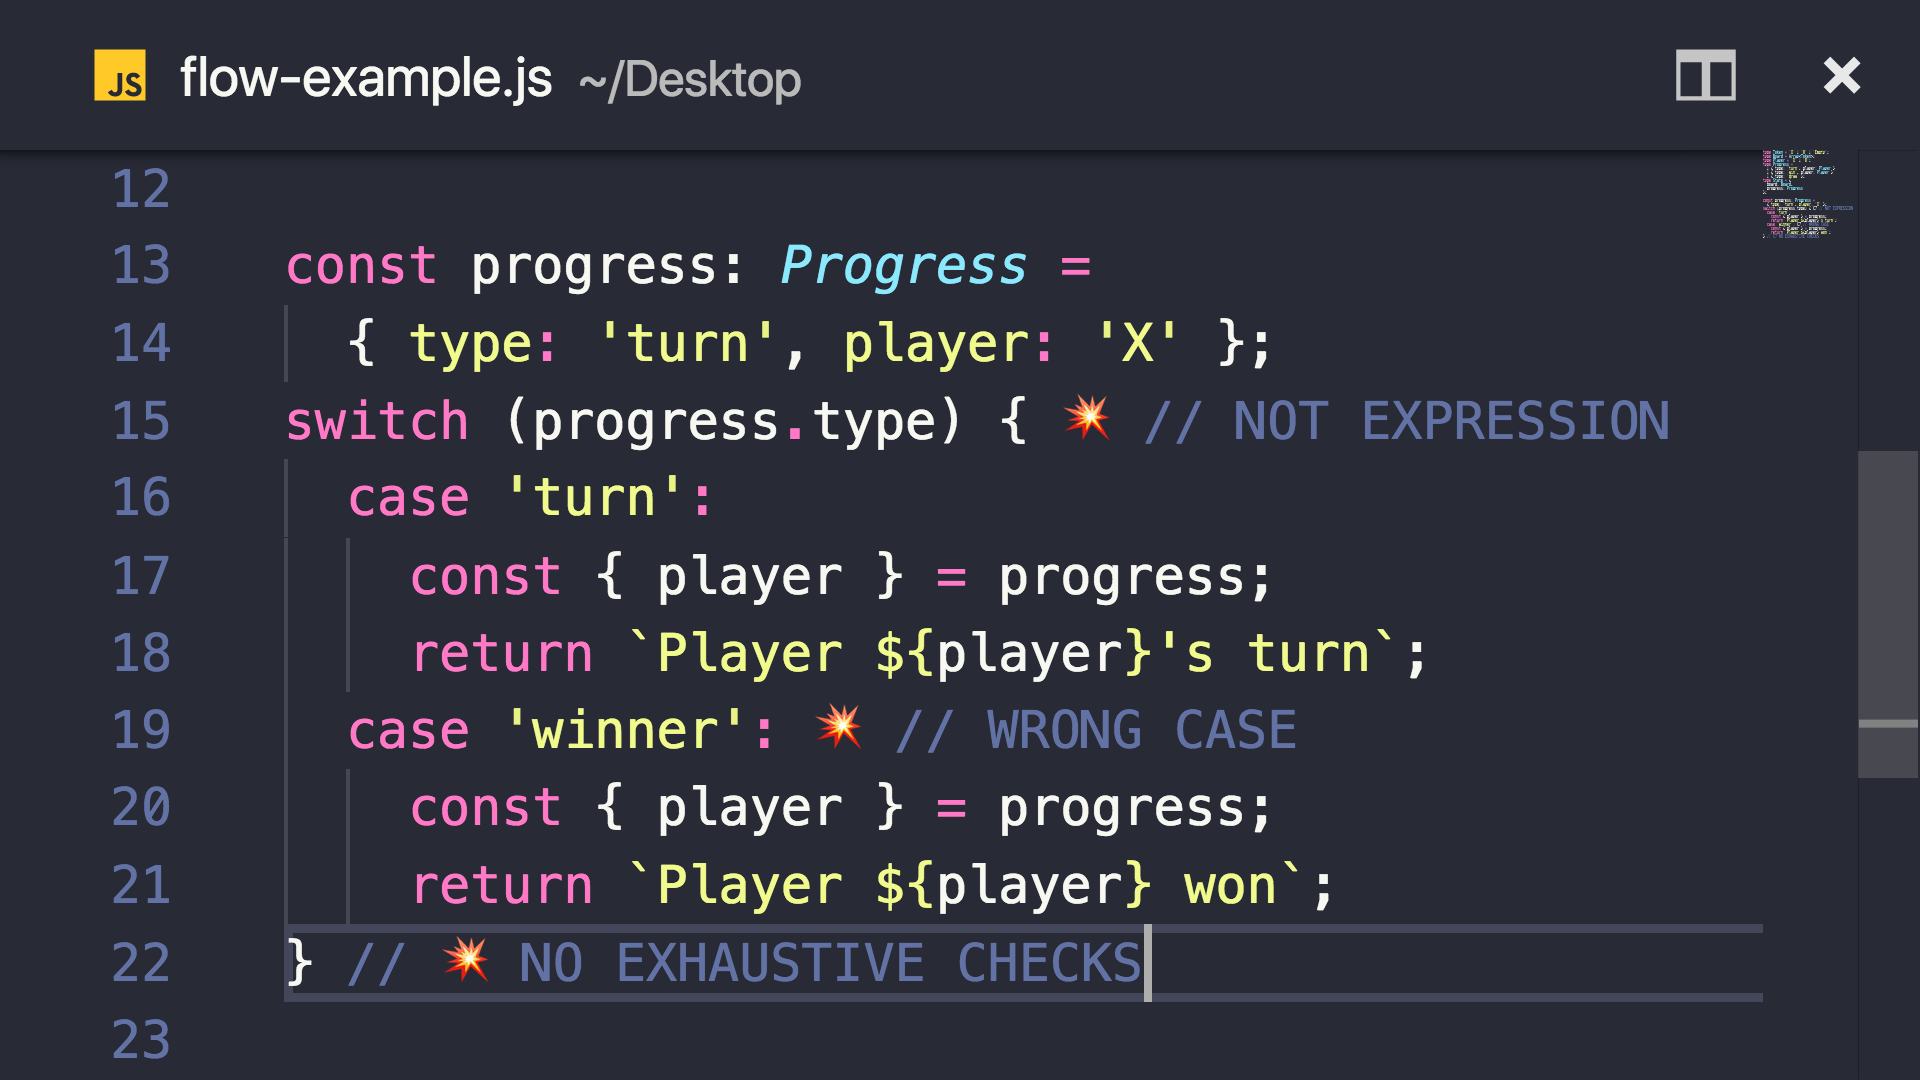 JS flow-example.js ~/Desktop
12
13 const progress: Progress =
14 { type: 'turn', player: 'X' };
15 switch (progress.type) { 💥 // NOT EXPRESSION
16 case 'turn':
17 const { player } = progress;
18 return `Player ${player}'s turn`;
19 case 'winner': 💥 // WRONG CASE
20 const { player } = progress;
21 return `Player ${player} won`;
22 } // 💥 NO EXHAUSTIVE CHECKS
23